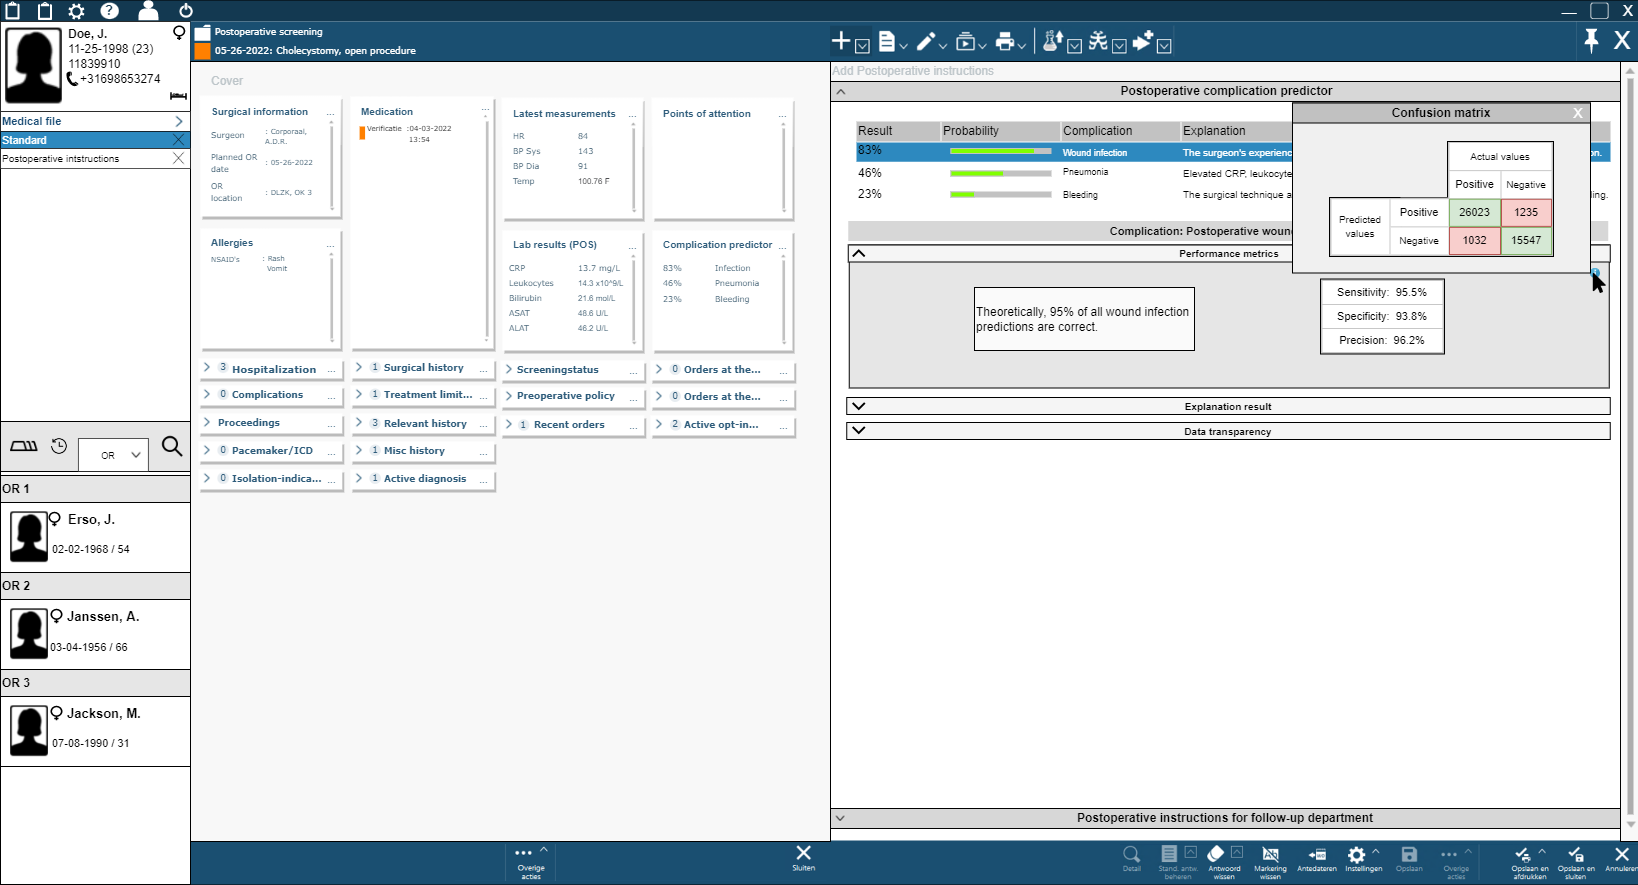 Doe, J.
11-25-1998 (23)
11839910
+31698653274
Medical file
Standard
Postoperative intstructions
OR
OR 1
Erso, J.
02-02-1968 / 54
OR 2
Janssen, A.
03-04-1956 / 66
OR 3
Jackson, M.
07-08-1990 / 31
Postoperative screening
05-26-2022: Cholecystomy, open procedure
Cover
Surgical information ...
Surgeon : Corporaal, A.D.R.
Planned OR date : 05-26-2022
OR location : DLZK, OK 3
Medication ...
Verificatie :04-03-2022
13:54
Latest measurements ...
HR 84
BP Sys 143
BP Dia 91
Temp 100.76 F
Points of attention ...
Allergies ...
NSAID's : Rash
Vomit
Lab results (POS) ...
CRP 13.7 mg/L
Leukocytes 14.3 x10^9/L
Bilirubin 21.6 mol/L
ASAT 48.6 U/L
ALAT 46.2 U/L
Complication predictor ...
83% Infection
46% Pneumonia
23% Bleeding
3 Hospitalization ...
0 Complications ...
Proceedings ...
0 Pacemaker/ICD ...
0 Isolation-indica... ...
1 Surgical history ...
1 Treatment limit... ...
3 Relevant history ...
1 Misc history ...
1 Active diagnosis ...
Screeningstatus ...
Preoperative policy ...
1 Recent orders ...
0 Orders at the... ...
0 Orders at the... ...
2 Active opt-in... ...
Overige acties
Sluiten
X
X
Add Postoperative instructions
Postoperative complication predictor
Result Probability Complication Explanation
83% Wound infection The surgeon's experienc on.
46% Pneumonia Elevated CRP, leukocyte
23% Bleeding The surgical technique a ling.
Complication: Postoperative woun
Confusion matrix X
Actual values
Positive Negative
Predicted values
Positive 26023 1235
Negative 1032 15547
Performance metrics
Theoretically, 95% of all wound infection
predictions are correct.
Sensitivity: 95.5%
Specificity: 93.8%
Precision: 96.2%
Explanation result
Data transparency
Postoperative instructions for follow-up department
Detail
Stand. antw. beheren
Antwoord wissen
Markering wissen
Antedateren
Instellingen
Opslaan
Overige acties
Opslaan en afdrukken
Opslaan en sluiten
Annuleren